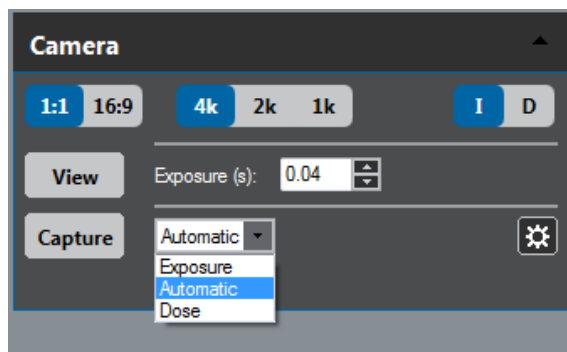 Camera
1:1 16:9 4k 2k 1k I D
View Exposure (s): 0.04
Capture Automatic
Exposure
Automatic
Dose